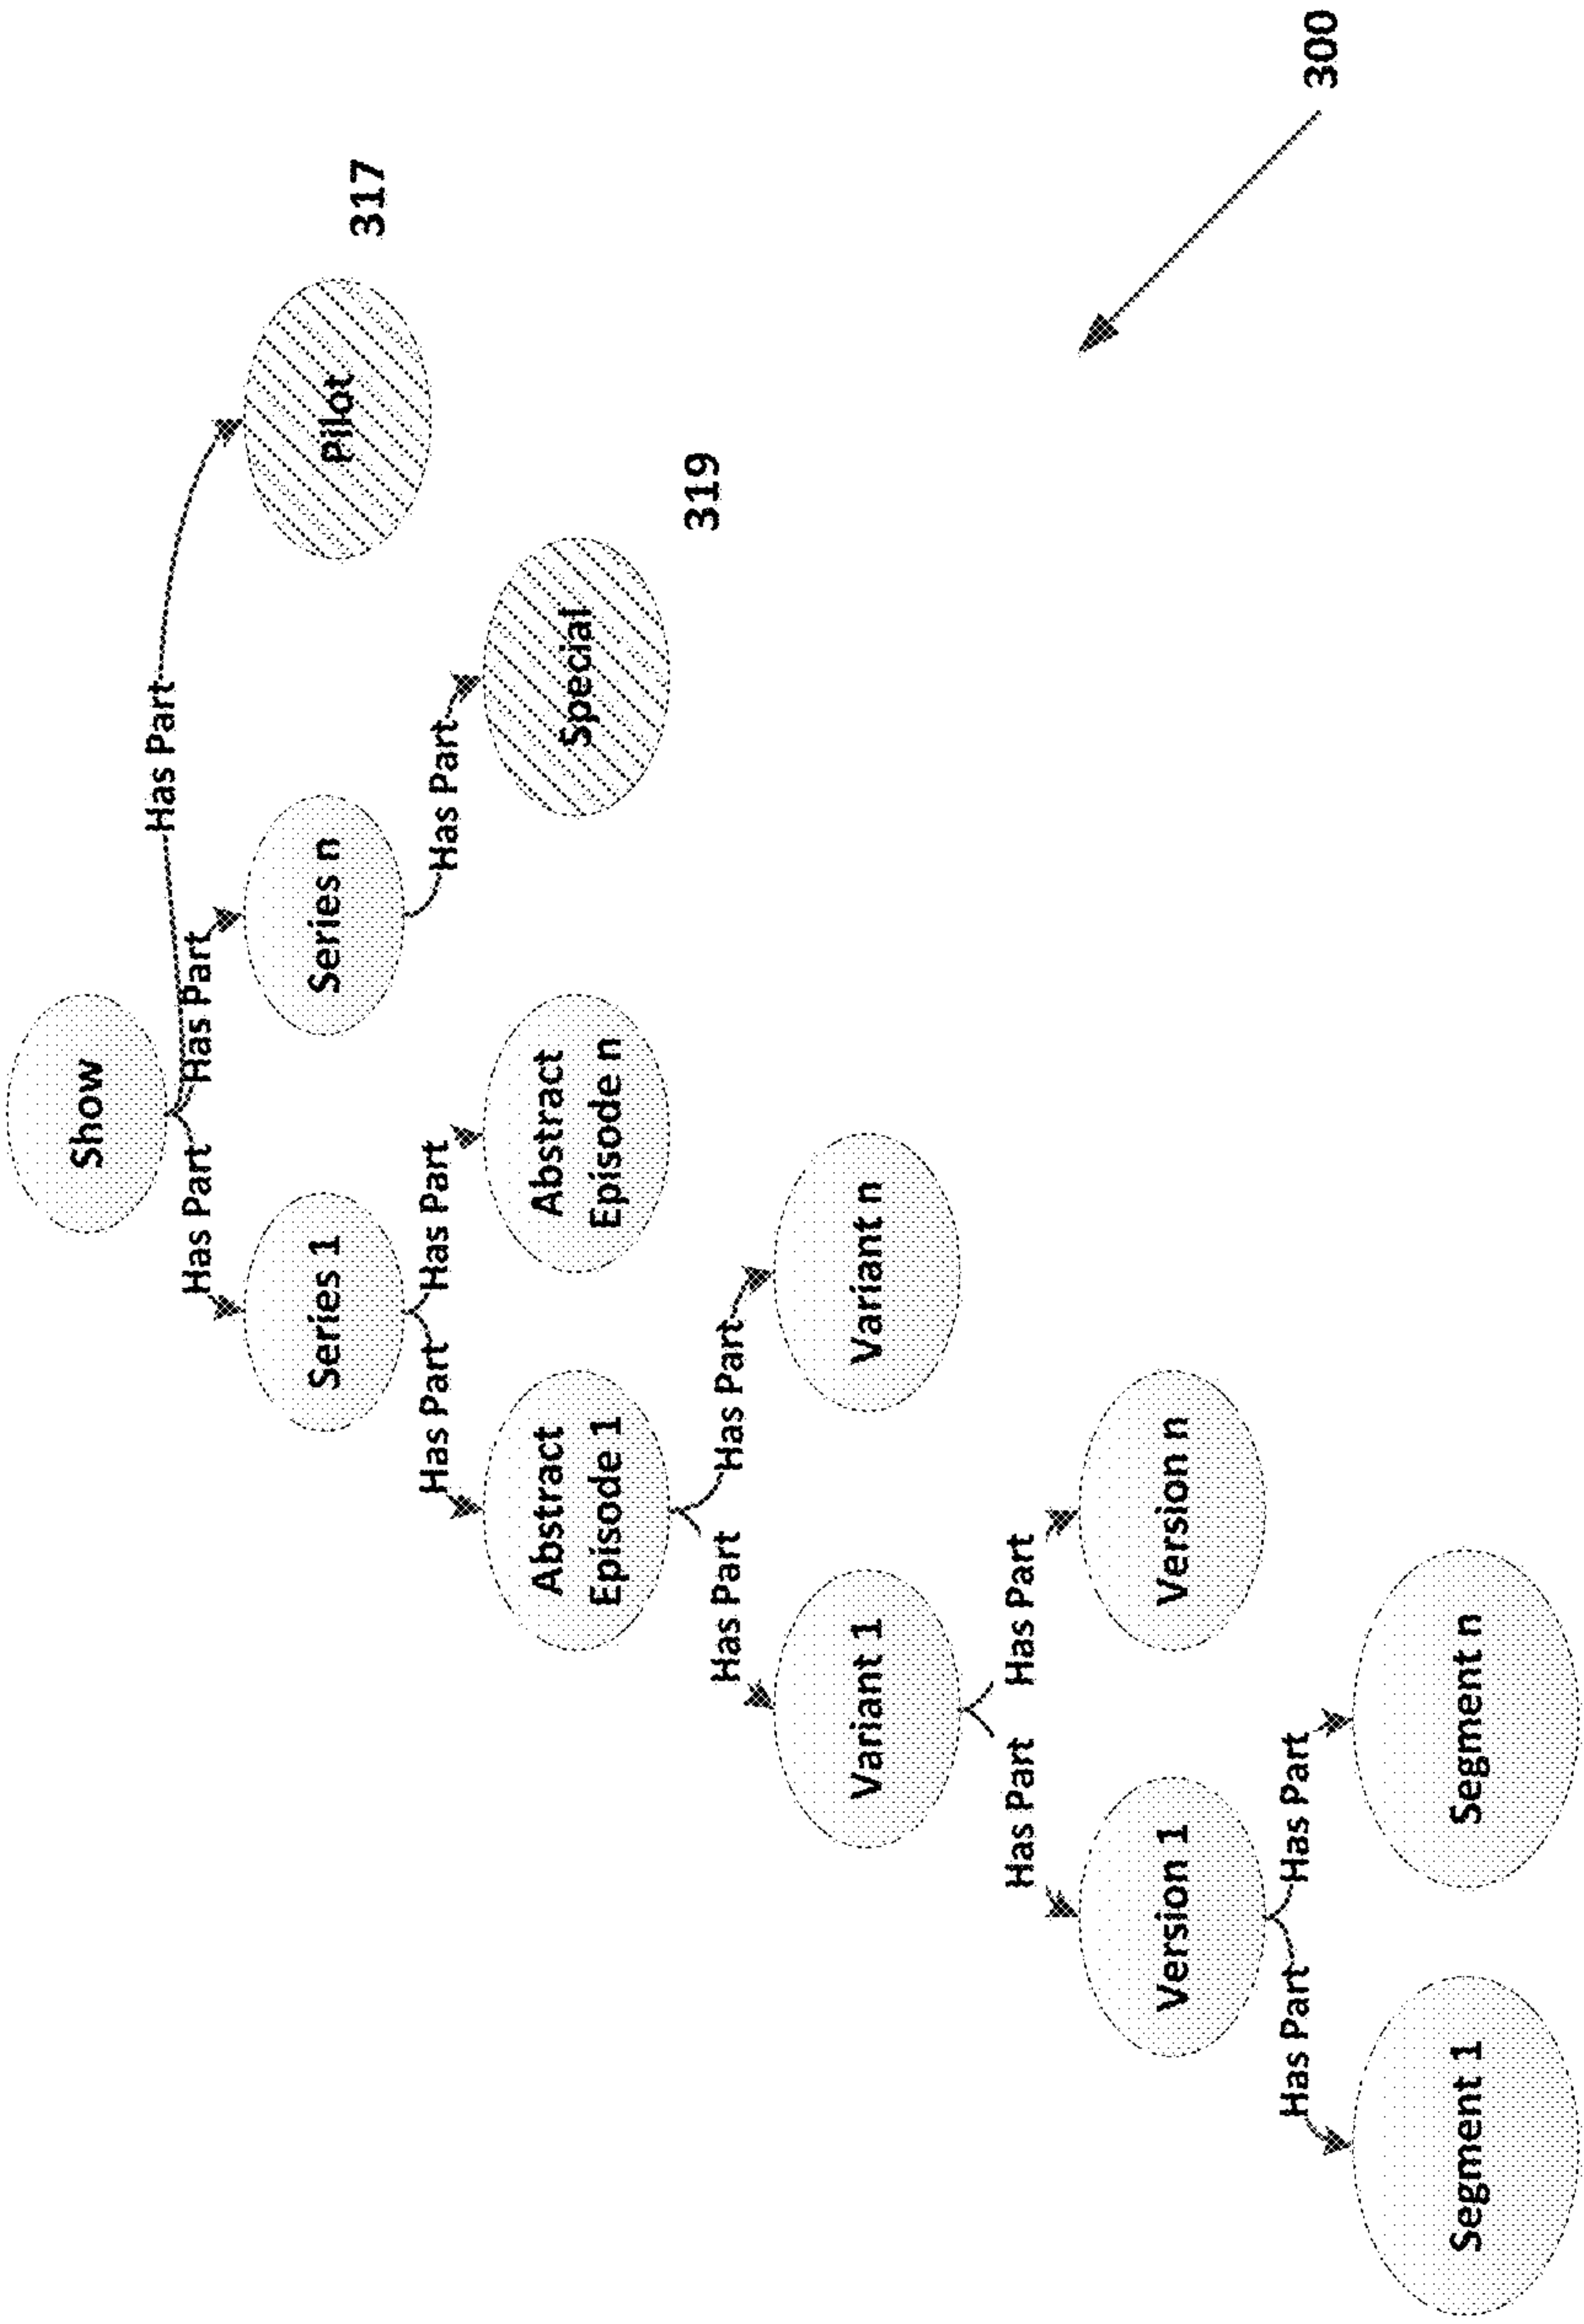 Show
Has Part
Has Part
Has Part
Series 1
Series n
Pilot
317
Has Part
Has Part
Has Part
Abstract
Episode 1
Abstract
Episode n
Special
319
Has Part
Has Part
Variant 1
Variant n
Has Part
Has Part
Version 1
Version n
300
Has Part
Has Part
Segment 1
Segment n